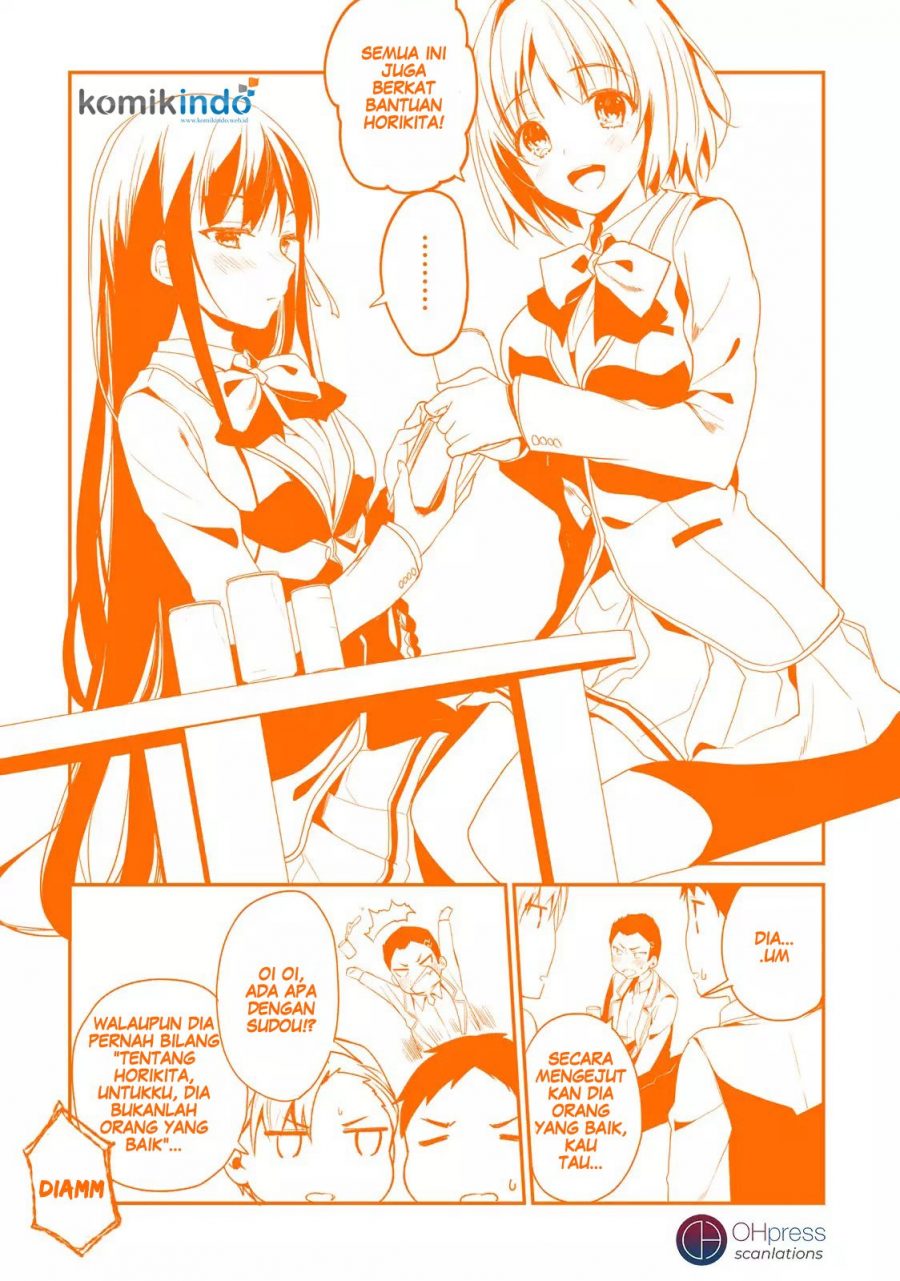 SEMUA INI
JUGA
BERKAT
BANTUAN
HORIKITA!
komikindo
www.komikindo.web.id
.........
DIA...
.UM
SECARA
MENGEJUT
KAN DIA
ORANG
YANG BAIK,
KAU
TAU...
OI OI,
ADA APA
DENGAN
SUDOU!?
WALAUPUN DIA
PERNAH BILANG
"TENTANG
HORIKITA,
UNTUKKU, DIA
BUKANLAH
ORANG YANG
BAIK"...
DIAMM
OHpress
scanlations